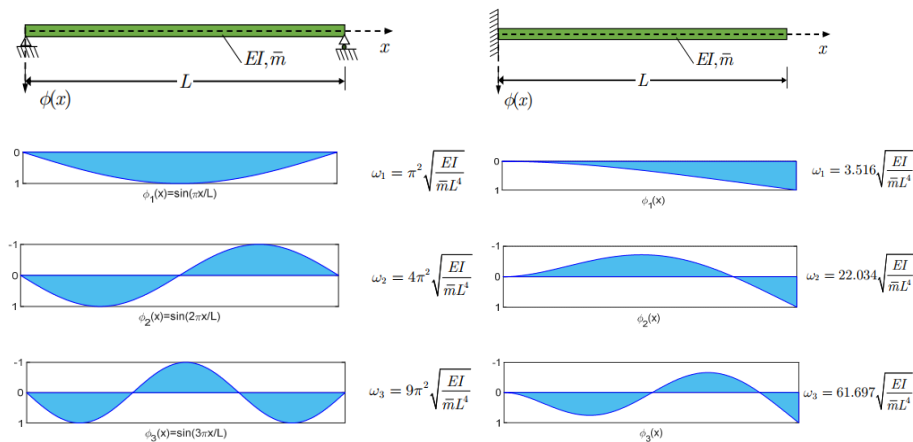 x
EI, m̅
L
ϕ(x)
x
EI, m̅
L
ϕ(x)
0
1
ϕ₁(x)=sin(πx/L)
ω₁ = π²√(EI/m̅L⁴)
0
1
ϕ₁(x)
ω₁ = 3.516√(EI/m̅L⁴)
-1
0
1
ϕ₂(x)=sin(2πx/L)
ω₂ = 4π²√(EI/m̅L⁴)
-1
0
1
ϕ₂(x)
ω₂ = 22.034√(EI/m̅L⁴)
-1
0
1
ϕ₃(x)=sin(3πx/L)
ω₃ = 9π²√(EI/m̅L⁴)
-1
0
1
ϕ₃(x)
ω₃ = 61.697√(EI/m̅L⁴)